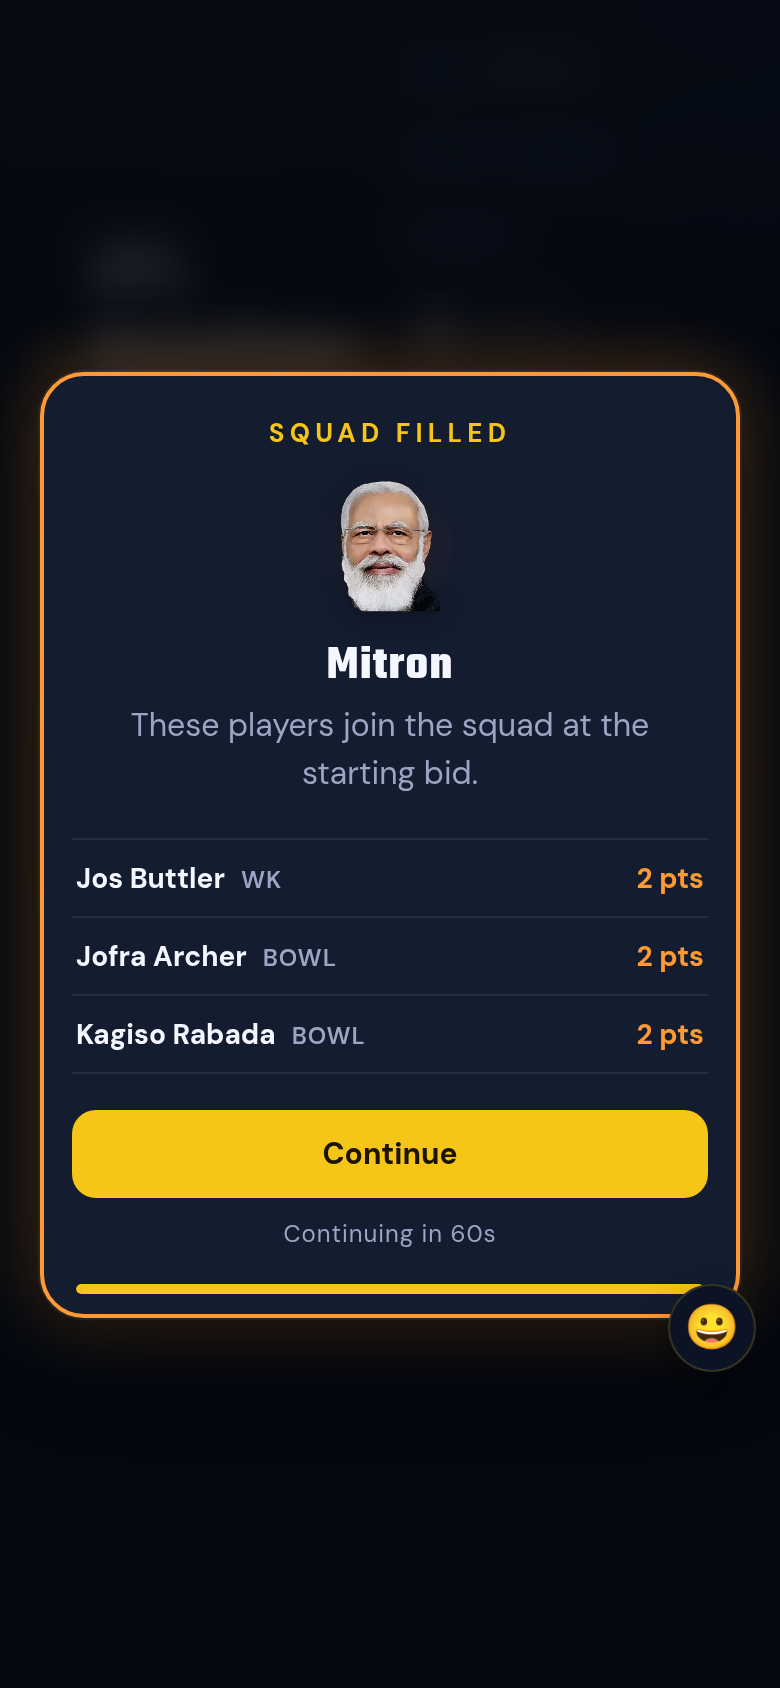 SQUAD FILLED
Mitron
These players join the squad at the
starting bid.
Jos Buttler WK 2 pts
Jofra Archer BOWL 2 pts
Kagiso Rabada BOWL 2 pts
Continue
Continuing in 60s